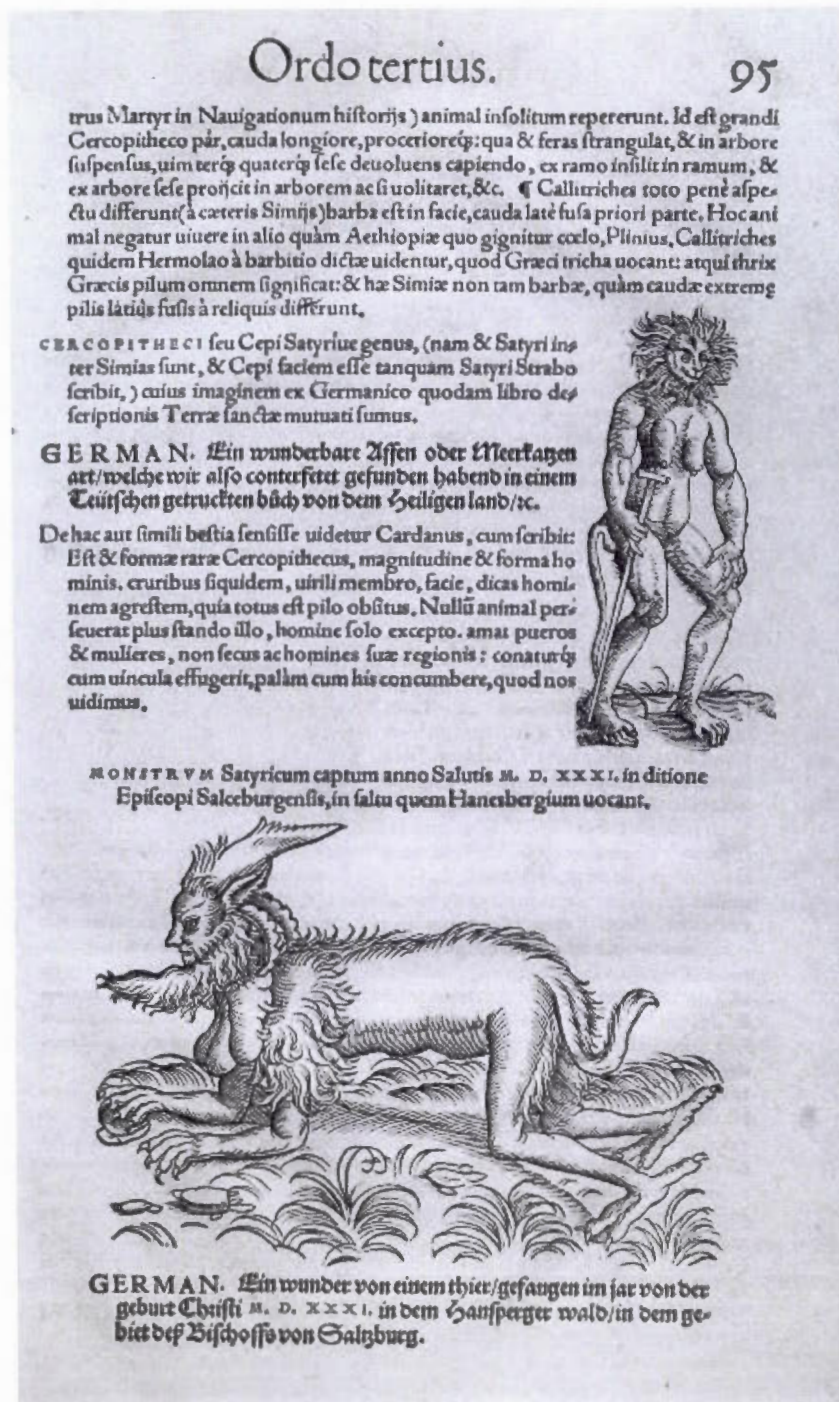 Ordo tertius. 95
trus Martyr in Nauigationum historijs) animal insolitum repererunt. Id est grandi
Cercopitheco pár, cauda longiore, procerioreq́;: qua & feras strangulat, & in arbore
suspensus, uim terq́; quaterq́; sese deuoluens capiendo, ex ramo insilit in ramum, &
ex arbore sese proijcit in arborem ac si uolitaret, &c. ¶ Callitriches toto penè aspe-
ctu differunt (à cæteris Simijs) barba est in facie, cauda latè fusa priori parte. Hoc ani
mal negatur uiuere in alio quàm Aethiopiæ quo gignitur cœlo, Plinius. Callitriches
quidem Hermolao à barbitio dictæ uidentur, quod Græci tricha uocant: atqui thrix
Græcis pilum omnem significat: & hæ Simiæ non tam barbæ, quàm caudæ extremę
pilis látiùs fusis à reliquis differunt.
CERCOPITHECI seu Cepi Satyriue genus, (nam & Satyri in-
ter Simias sunt, & Cepi faciem esse tanquam Satyri Strabo
scribit,) cuius imaginem ex Germanico quodam libro de-
scriptionis Terræ sanctæ mutuati sumus.
GERMAN. Ein wunderbare Affen oder Meerkatzen
art/welche wir also conterfetet gefunden habend in einem
Teütschen getruckten bůch von dem Heiligen land/ꝛc.
De hac aut simili bestia sensisse uidetur Cardanus, cum scribit:
Est & formæ raræ Cercopithecus, magnitudine & forma ho
minis. cruribus siquidem, uirili membro, facie, dicas homi-
nem agrestem, quia totus est pilo obsitus. Nullū animal per-
seuerat plus stando illo, homine solo excepto. amat pueros
& mulieres, non secus ac homines suæ regionis: conaturq́;
cum uincula effugerit, palàm cum his concumbere, quod nos
uidimus.
MONSTRVM Satyricum captum anno Salutis M. D. XXXI. in ditione
Episcopi Salceburgensis, in saltu quem Hanesbergium uocant.
GERMAN. Ein wunder von einem thier/gefangen im jar von der
geburt Christi M. D. XXXI. in dem Hansperger wald/in dem ge-
biet deß Bischoffs von Saltzburg.